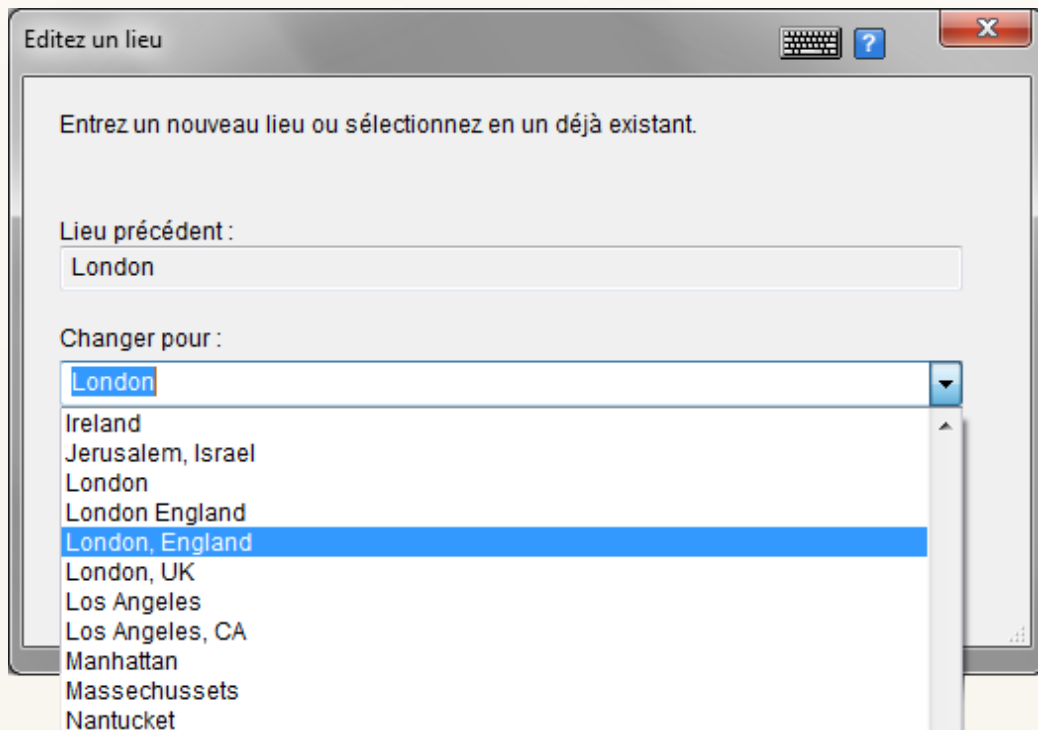 Editez un lieu
?
X
Entrez un nouveau lieu ou sélectionnez en un déjà existant.
Lieu précédent :
London
Changer pour :
London
Ireland
Jerusalem, Israel
London
London England
London, England
London, UK
Los Angeles
Los Angeles, CA
Manhattan
Massechussets
Nantucket